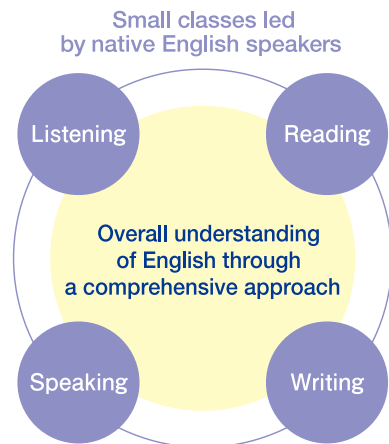 Small classes led
by native English speakers
Listening
Reading
Overall understanding
of English through
a comprehensive approach
Speaking
Writing